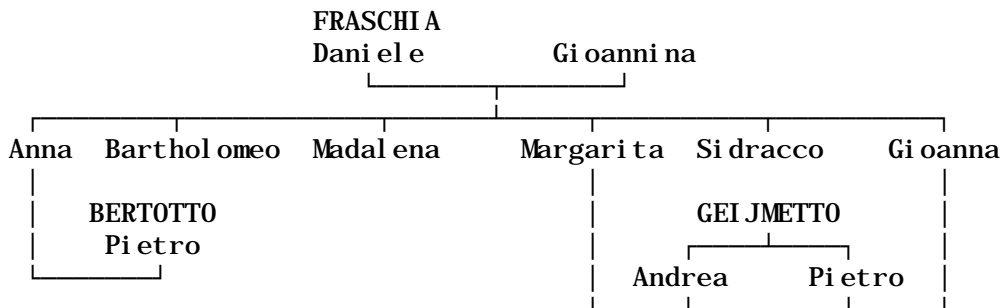 FRASCHIA
Daniele Gioannina
Anna Bartholomeo Madalena Margarita Sidracco Gioanna
BERTOTTO GEIJMETTO
Pietro
Andrea Pietro